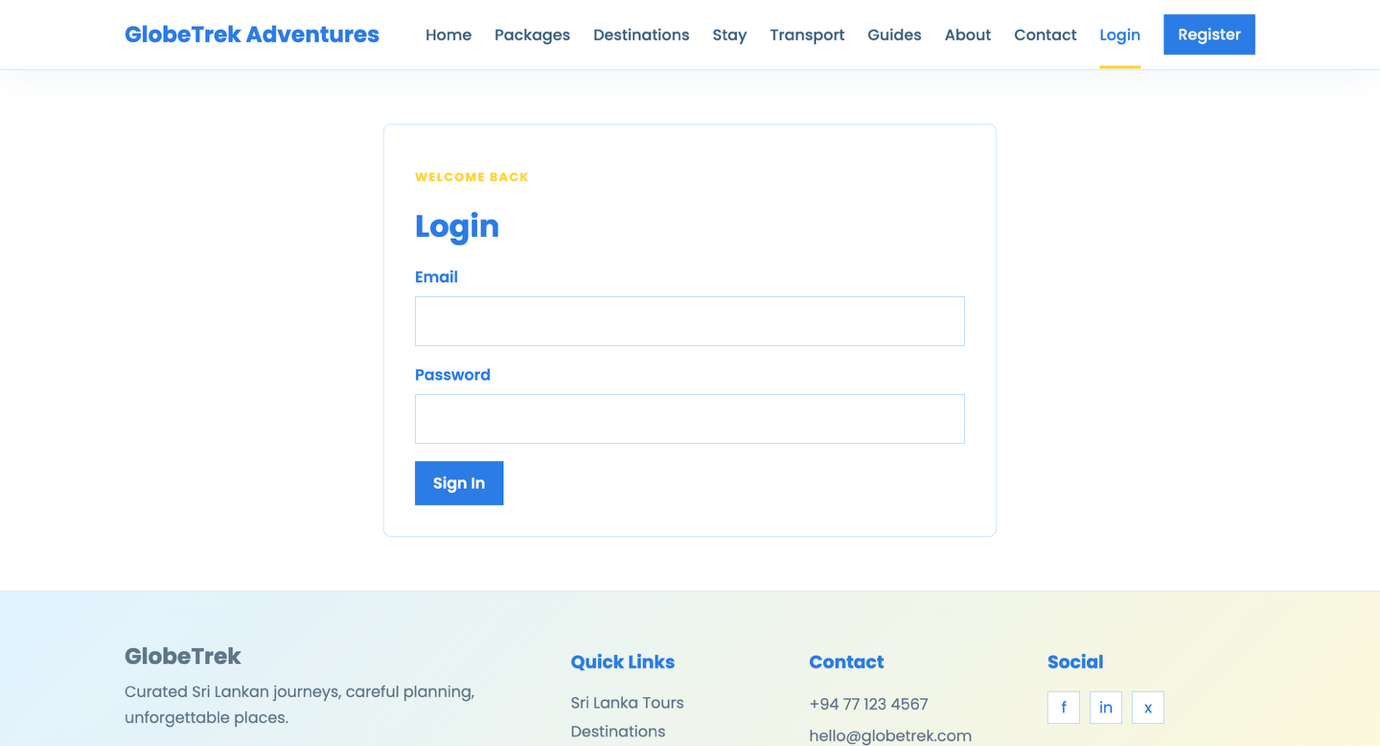 GlobeTrek Adventures
Home Packages Destinations Stay Transport Guides About Contact Login Register
WELCOME BACK
Login
Email
Password
Sign In
GlobeTrek
Curated Sri Lankan journeys, careful planning,
unforgettable places.
Quick Links
Sri Lanka Tours
Destinations
Contact
+94 77 123 4567
hello@globetrek.com
Social
f in x